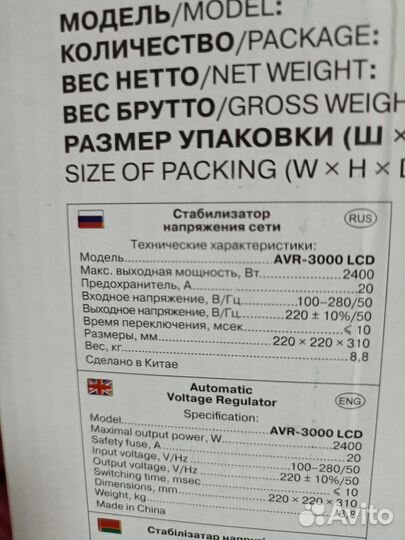 МОДЕЛЬ/MODEL:
КОЛИЧЕСТВО/PACKAGE:
ВЕС НЕТТО/NET WEIGHT:
ВЕС БРУТТО/GROSS WEIGH
РАЗМЕР УПАКОВКИ (Ш ×
SIZE OF PACKING (W × H × D
Стабилизатор
напряжения сети
RUS
Технические характеристики:
Модель AVR-3000 LCD
Макс. выходная мощность, Вт 2400
Предохранитель, А 20
Входное напряжение, В/Гц 100-280/50
Выходное напряжение, В/Гц 220 ± 10%/50
Время переключения, мсек ⩽ 10
Размеры, мм 220 × 220 × 310
Вес, кг 8,8
Сделано в Китае
Automatic
Voltage Regulator
ENG
Specification:
Model AVR-3000 LCD
Maximal output power, W 2400
Safety fuse, A 20
Input voltage, V/Hz 100-280/50
Output voltage, V/Hz 220 ± 10%/50
Switching time, msec ⩽ 10
Dimensions, mm 220 × 220 × 310
Weight, kg 8,8
Made in China
Стабілізатар напружа
Avito